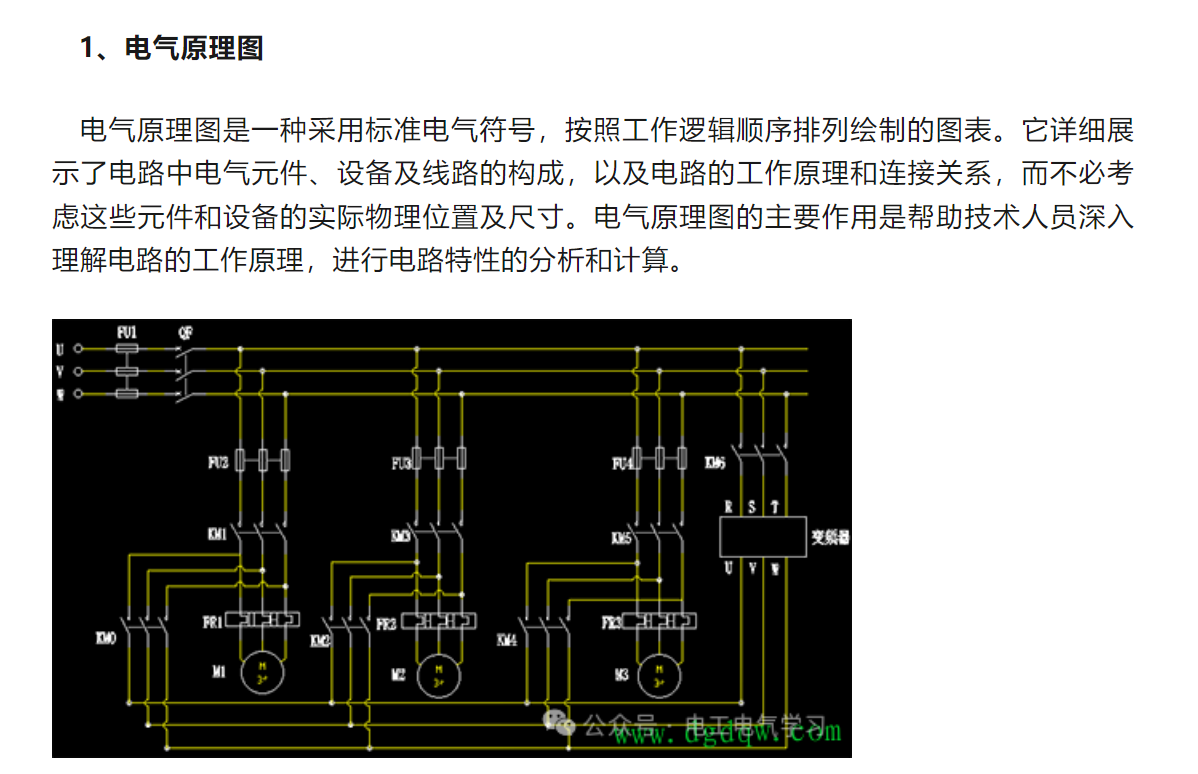 1、电气原理图
电气原理图是一种采用标准电气符号，按照工作逻辑顺序排列绘制的图表。它详细展
示了电路中电气元件、设备及线路的构成，以及电路的工作原理和连接关系，而不必考
虑这些元件和设备的实际物理位置及尺寸。电气原理图的主要作用是帮助技术人员深入
理解电路的工作原理，进行电路特性的分析和计算。
FU1 QF
U
V
W
FU2 FU3 FU4 KM6
R S T
KM1 KM3 KM5 变频器
U V W
FR1 FR2 FR3
KM0 KM2 KM4
M1 M 3~ M2 M 3~ M3 M 3~
公众号 · 电工电气学习
www.dgdqw.com